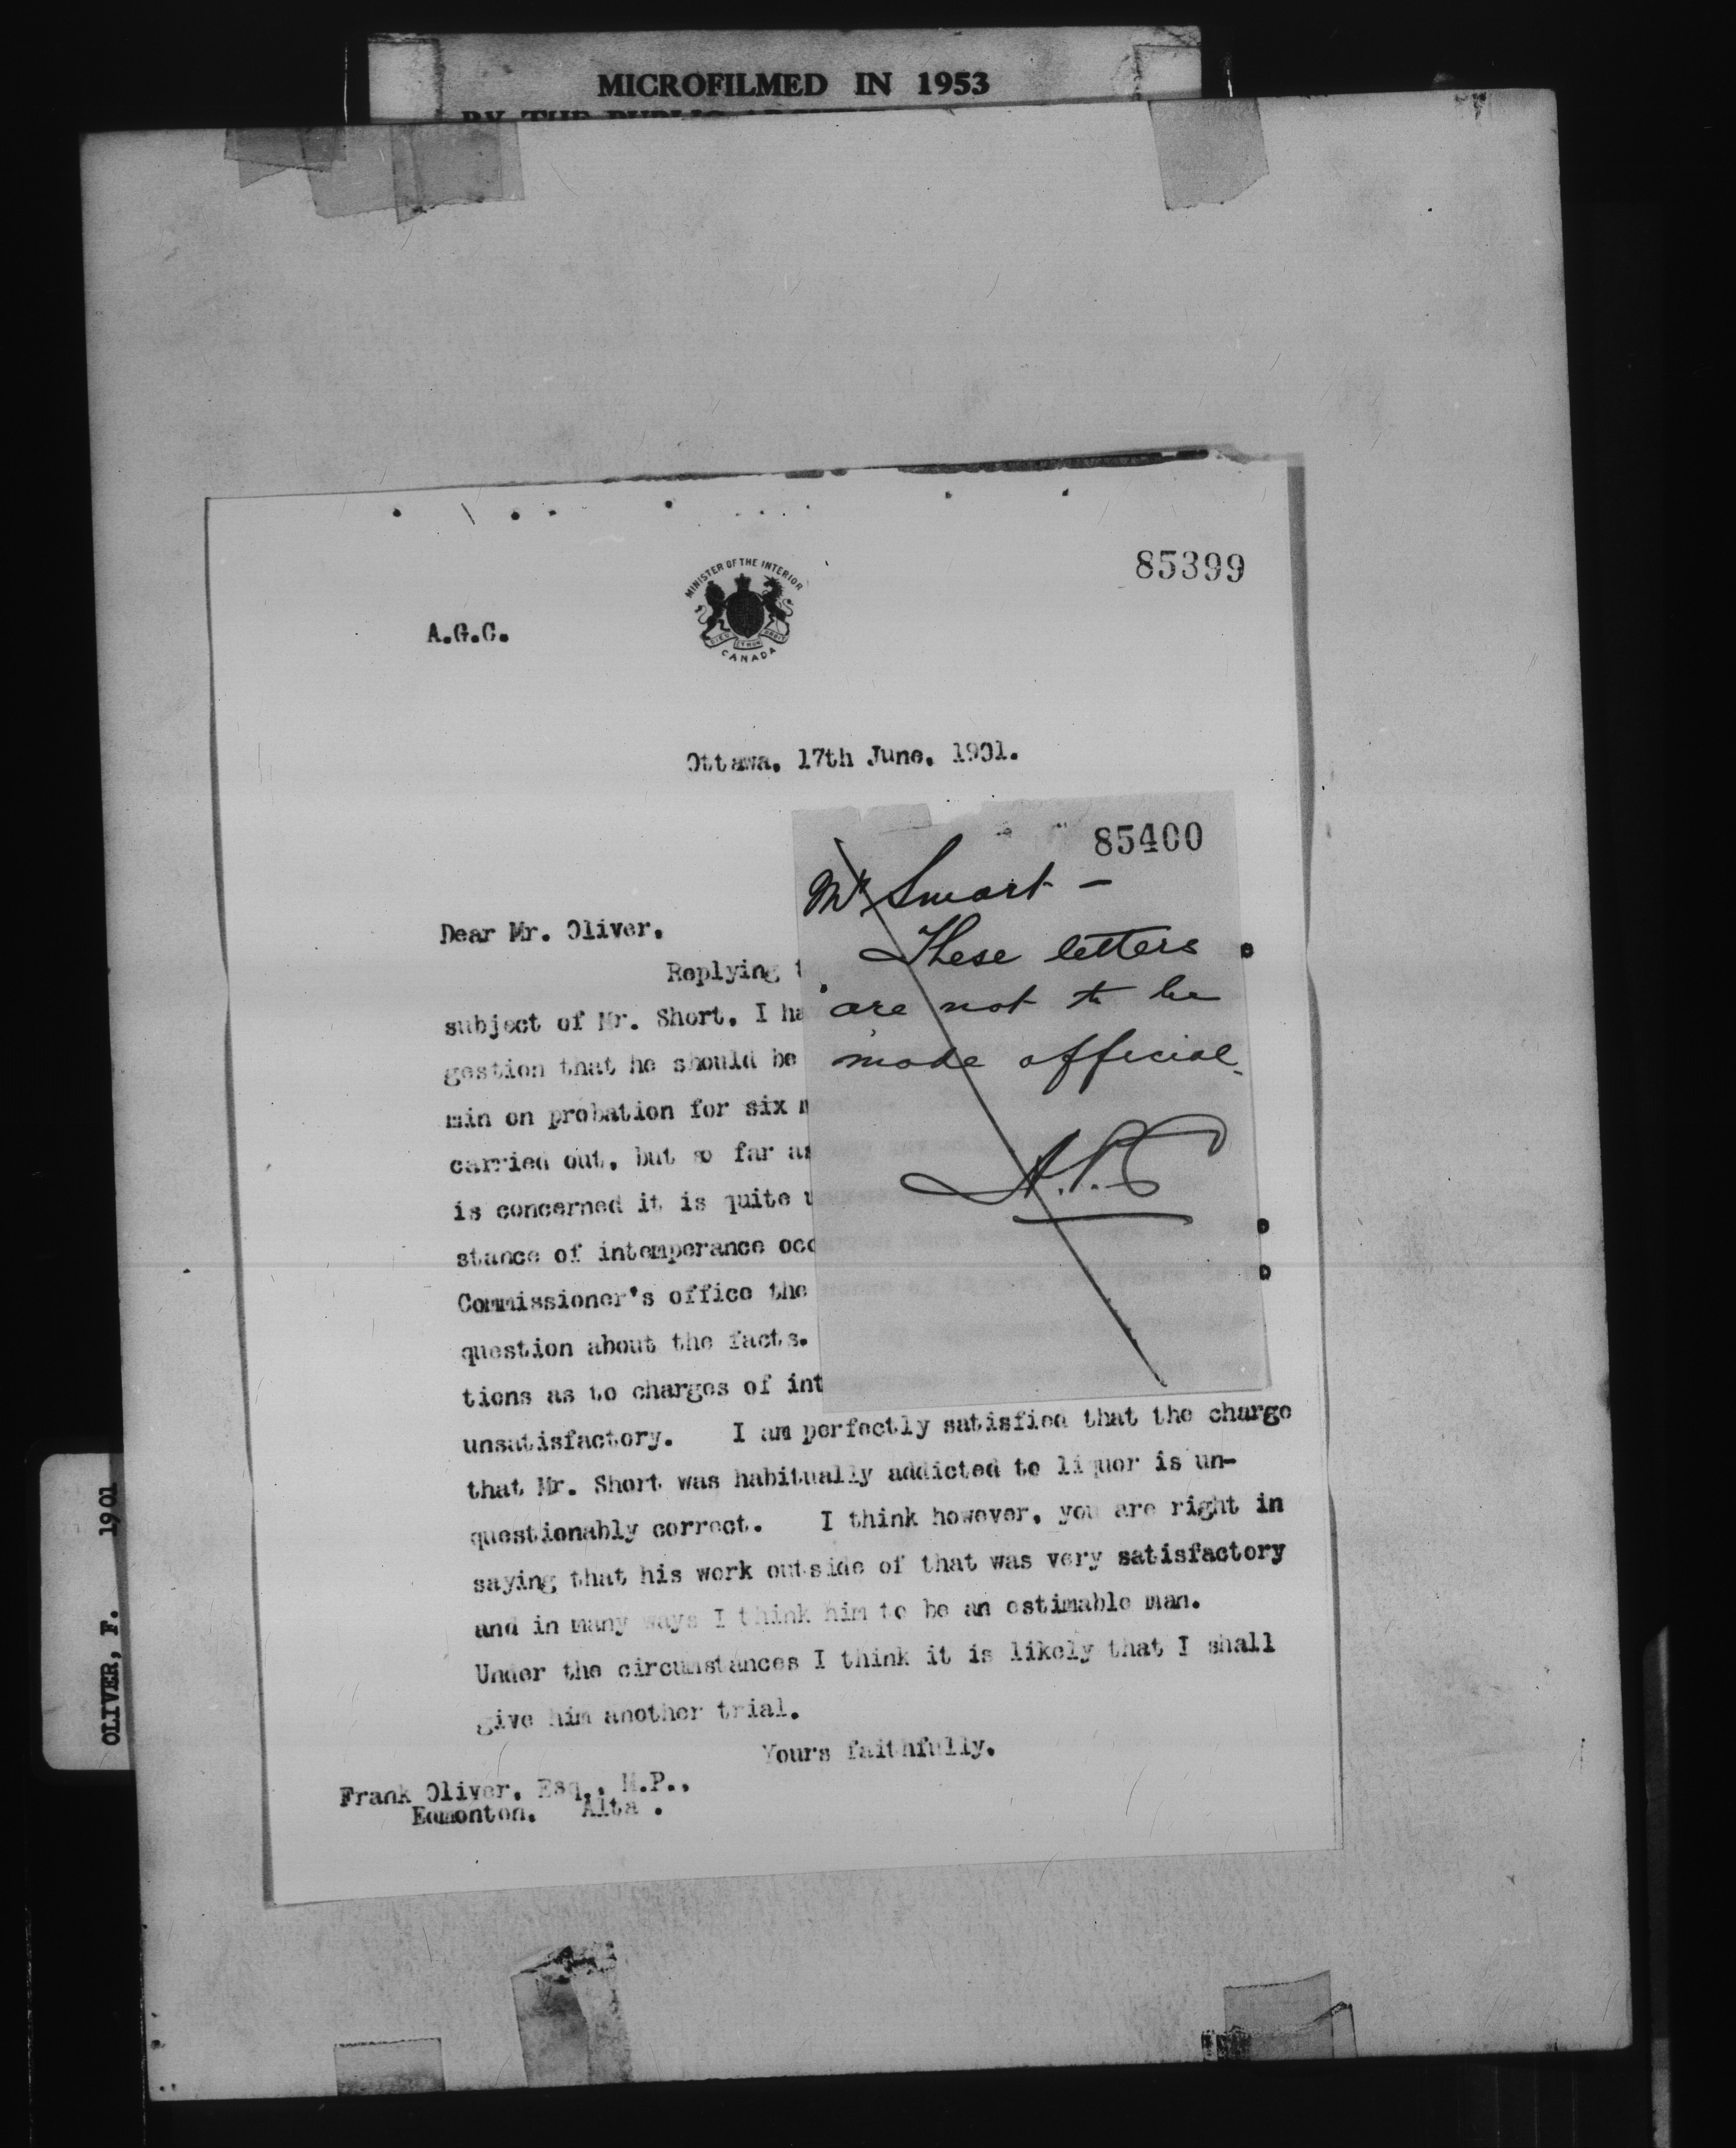 MICROFILMED IN 1953
85399
MINISTER OF THE INTERIOR
CANADA
A.G.C.
Ottawa, 17th June, 1901.
85400
Mr Smart —
These letters
are not to be
made official.
Dear Mr. Oliver,
Replying
subject of Mr. Short, I ha
gestion that he should be
min on probation for six m
carried out, but so far as
is concerned it is quite u
stance of intemperance occ
Commissioner's office the
question about the facts.
tions as to charges of int
unsatisfactory. I am perfectly satisfied that the charge
that Mr. Short was habitually addicted to liquor is un-
questionably correct. I think however, you are right in
saying that his work outside of that was very satisfactory
and in many ways I think him to be an estimable man.
Under the circumstances I think it is likely that I shall
give him another trial.
Yours faithfully,
Frank Oliver, Esq., M.P.,
Edmonton. Alta.
OLIVER, F. 1901